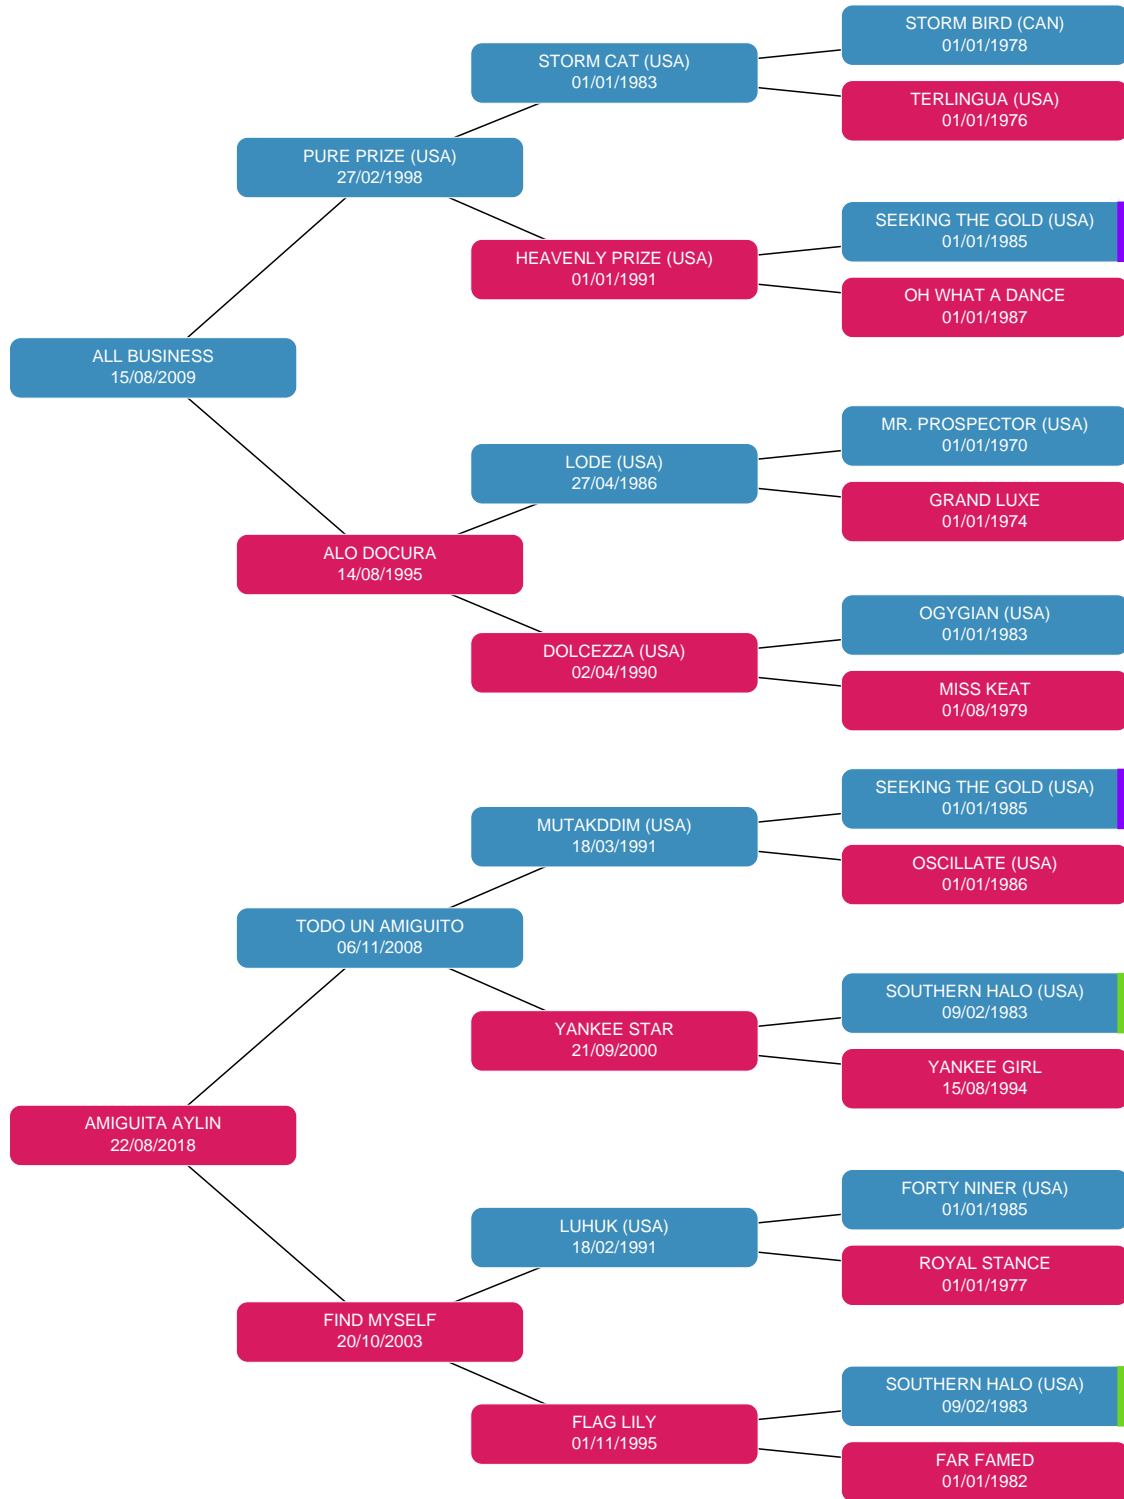 STORM BIRD (CAN)
01/01/1978
STORM CAT (USA)
01/01/1983
TERLINGUA (USA)
01/01/1976
PURE PRIZE (USA)
27/02/1998
SEEKING THE GOLD (USA)
01/01/1985
HEAVENLY PRIZE (USA)
01/01/1991
OH WHAT A DANCE
01/01/1987
ALL BUSINESS
15/08/2009
MR. PROSPECTOR (USA)
01/01/1970
LODE (USA)
27/04/1986
GRAND LUXE
01/01/1974
ALO DOCURA
14/08/1995
OGYGIAN (USA)
01/01/1983
DOLCEZZA (USA)
02/04/1990
MISS KEAT
01/08/1979
SEEKING THE GOLD (USA)
01/01/1985
MUTAKDDIM (USA)
18/03/1991
OSCILLATE (USA)
01/01/1986
TODO UN AMIGUITO
06/11/2008
SOUTHERN HALO (USA)
09/02/1983
YANKEE STAR
21/09/2000
YANKEE GIRL
15/08/1994
AMIGUITA AYLIN
22/08/2018
FORTY NINER (USA)
01/01/1985
LUHUK (USA)
18/02/1991
ROYAL STANCE
01/01/1977
FIND MYSELF
20/10/2003
SOUTHERN HALO (USA)
09/02/1983
FLAG LILY
01/11/1995
FAR FAMED
01/01/1982